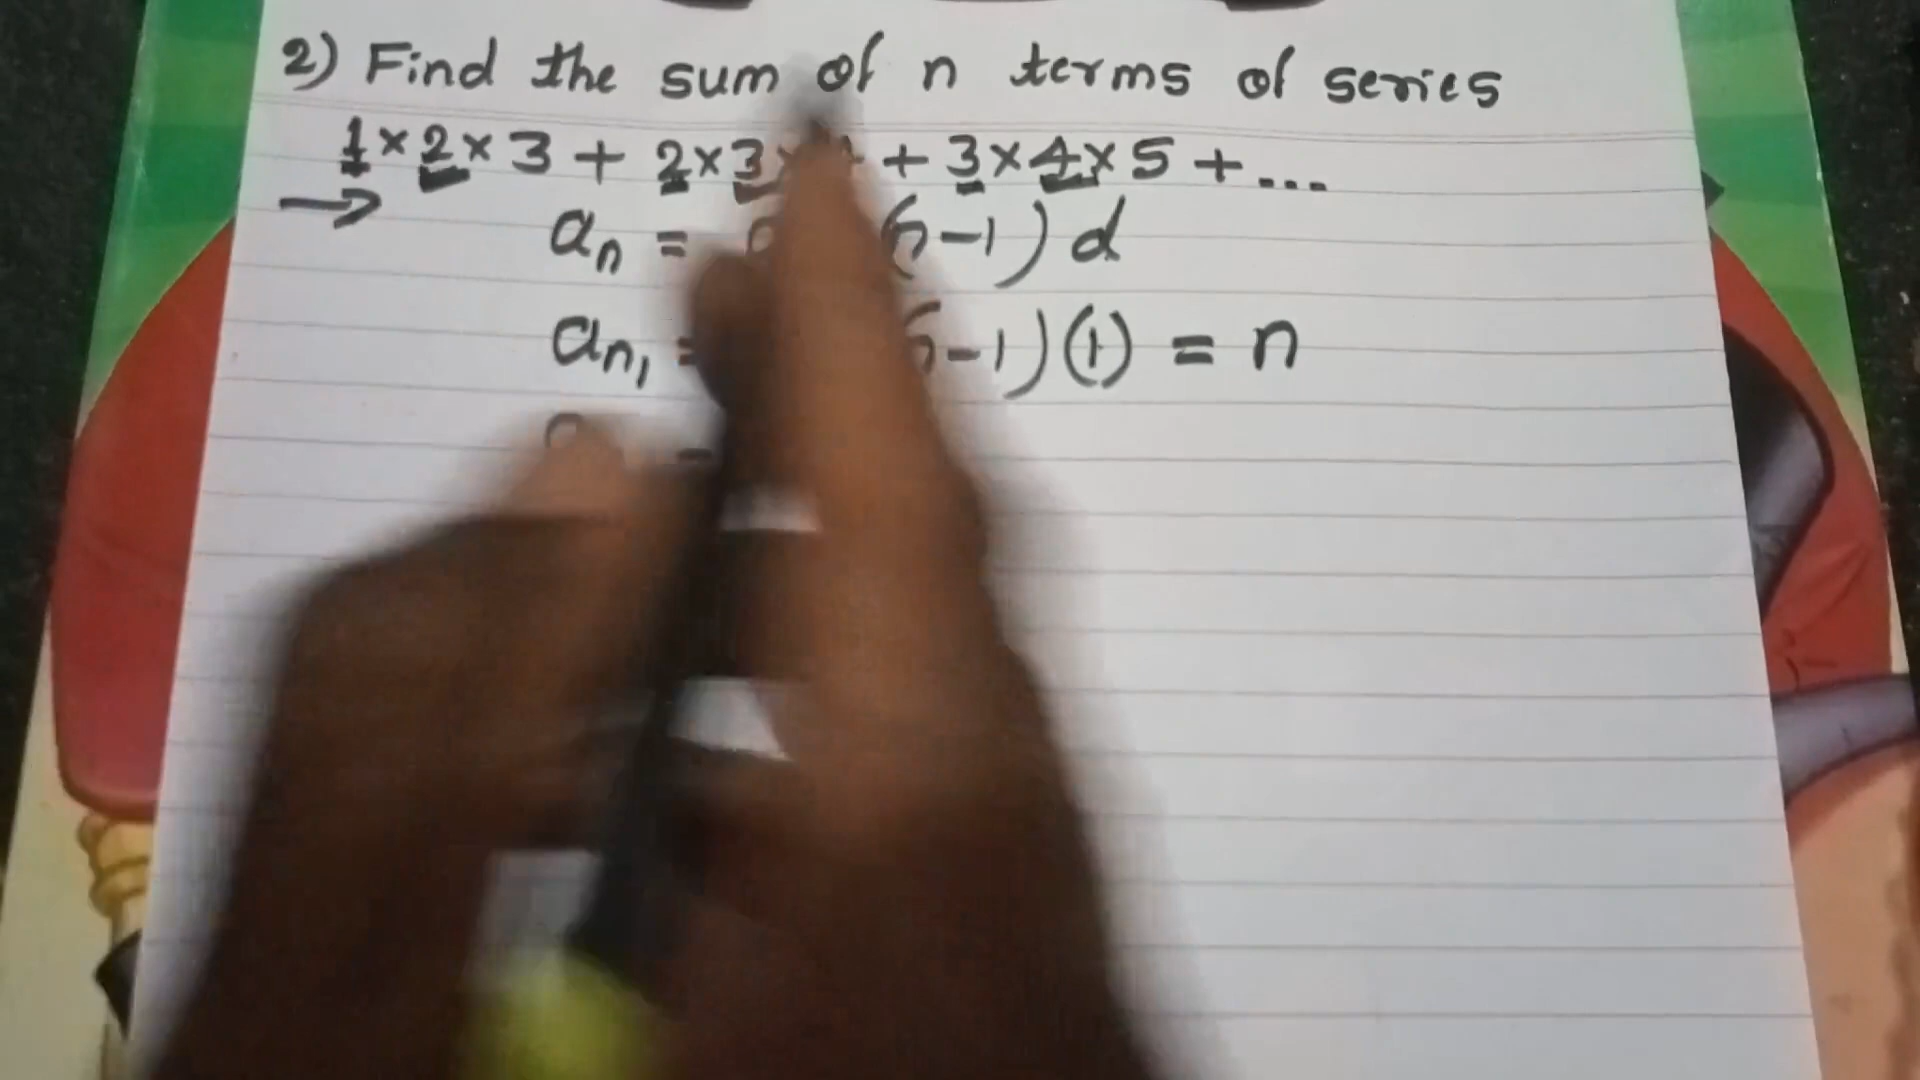 2) Find the sum of n terms of series
1 × 2 × 3 + 2 × 3 × + 3 × 4 × 5 + ...
→ aₙ = (n-1) d
aₙ₁ = (n-1)(1) = n